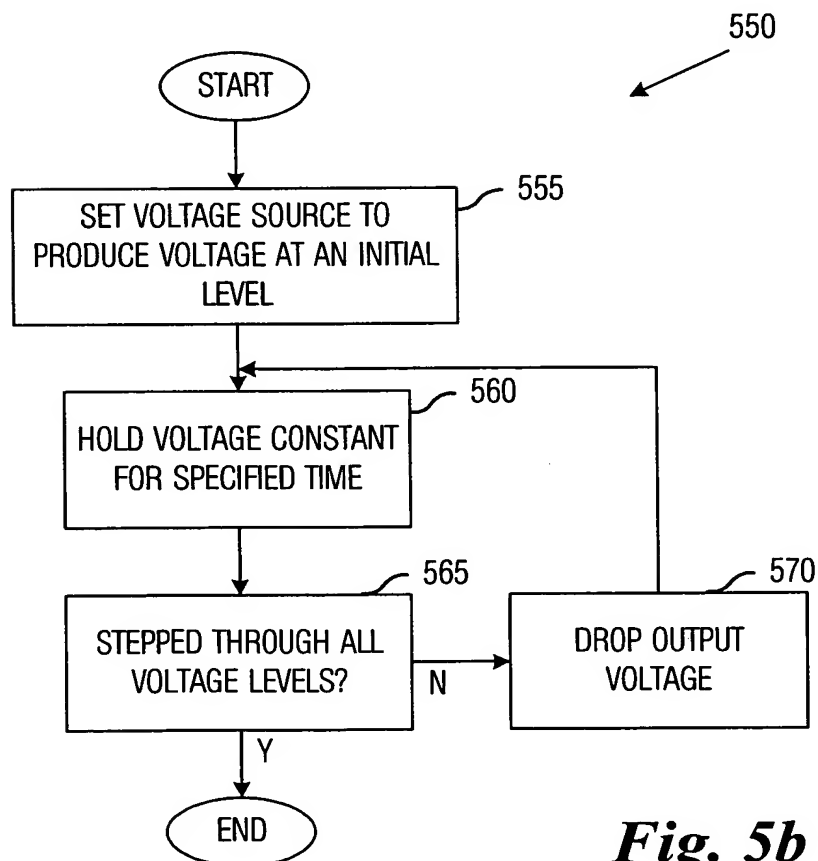 550
START
555
SET VOLTAGE SOURCE TO
PRODUCE VOLTAGE AT AN INITIAL
LEVEL
560
HOLD VOLTAGE CONSTANT
FOR SPECIFIED TIME
565
STEPPED THROUGH ALL
VOLTAGE LEVELS?
N
570
DROP OUTPUT
VOLTAGE
Y
END
Fig. 5b